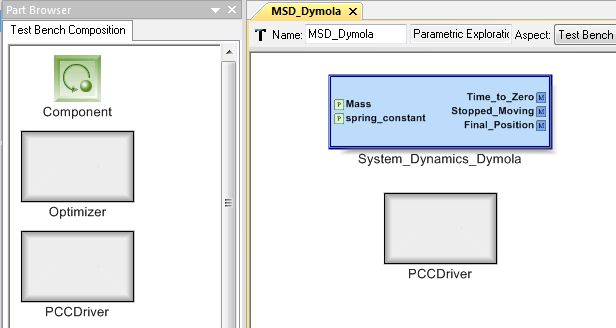 Part Browser
Test Bench Composition
Component
Optimizer
PCCDriver
MSD_Dymola
Name: MSD_Dymola Parametric Exploratio Aspect: Test Bench
P Mass
P spring_constant
Time_to_Zero M
Stopped_Moving M
Final_Position M
System_Dynamics_Dymola
PCCDriver